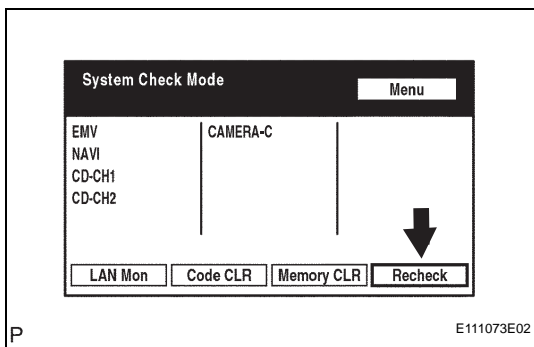 System Check Mode
Menu
EMV
CAMERA-C
NAVI
CD-CH1
CD-CH2
LAN Mon
Code CLR
Memory CLR
Recheck
P
E111073E02